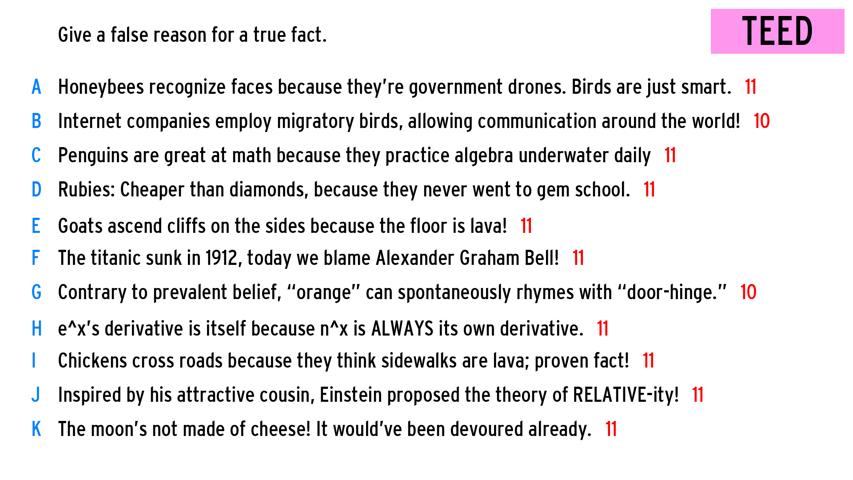 Give a false reason for a true fact.
TEED
A Honeybees recognize faces because they're government drones. Birds are just smart. 11
B Internet companies employ migratory birds, allowing communication around the world! 10
C Penguins are great at math because they practice algebra underwater daily 11
D Rubies: Cheaper than diamonds, because they never went to gem school. 11
E Goats ascend cliffs on the sides because the floor is lava! 11
F The titanic sunk in 1912, today we blame Alexander Graham Bell! 11
G Contrary to prevalent belief, “orange” can spontaneously rhymes with “door-hinge.” 10
H e^x's derivative is itself because n^x is ALWAYS its own derivative. 11
I Chickens cross roads because they think sidewalks are lava; proven fact! 11
J Inspired by his attractive cousin, Einstein proposed the theory of RELATIVE-ity! 11
K The moon's not made of cheese! It would've been devoured already. 11